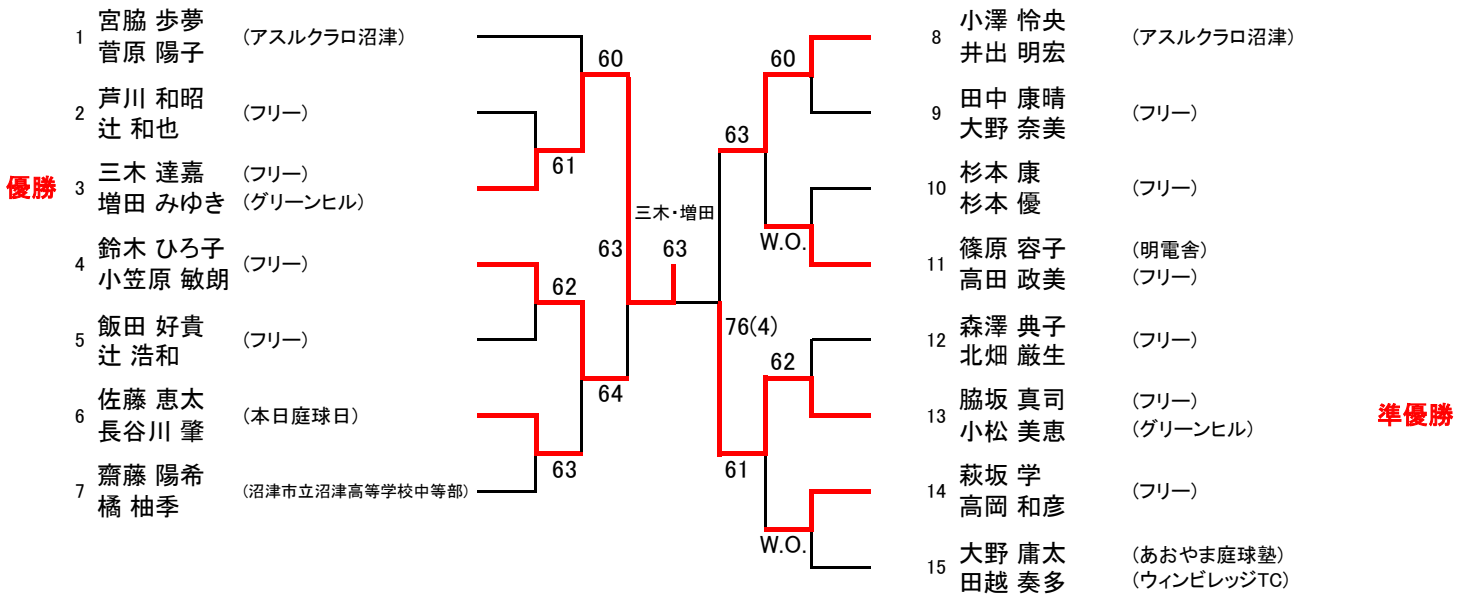 1 宮脇 歩夢
菅原 陽子 (アスルクラロ沼津)
2 芦川 和昭
辻 和也 (フリー)
優勝 3 三木 達嘉 (フリー)
増田 みゆき (グリーンヒル)
4 鈴木 ひろ子
小笠原 敏朗 (フリー)
5 飯田 好貴
辻 浩和 (フリー)
6 佐藤 恵太
長谷川 肇 (本日庭球日)
7 齋藤 陽希
橘 柚季 (沼津市立沼津高等学校中等部)
60
61
62
63
64
63
三木・増田
63
60
63
W.O.
76(4)
62
61
W.O.
8 小澤 怜央
井出 明宏 (アスルクラロ沼津)
9 田中 康晴
大野 奈美 (フリー)
10 杉本 康
杉本 優 (フリー)
11 篠原 容子 (明電舎)
高田 政美 (フリー)
12 森澤 典子
北畑 厳生 (フリー)
13 脇坂 真司 (フリー)
小松 美恵 (グリーンヒル) 準優勝
14 萩坂 学
高岡 和彦 (フリー)
15 大野 庸太 (あおやま庭球塾)
田越 奏多 (ウィンビレッジTC)